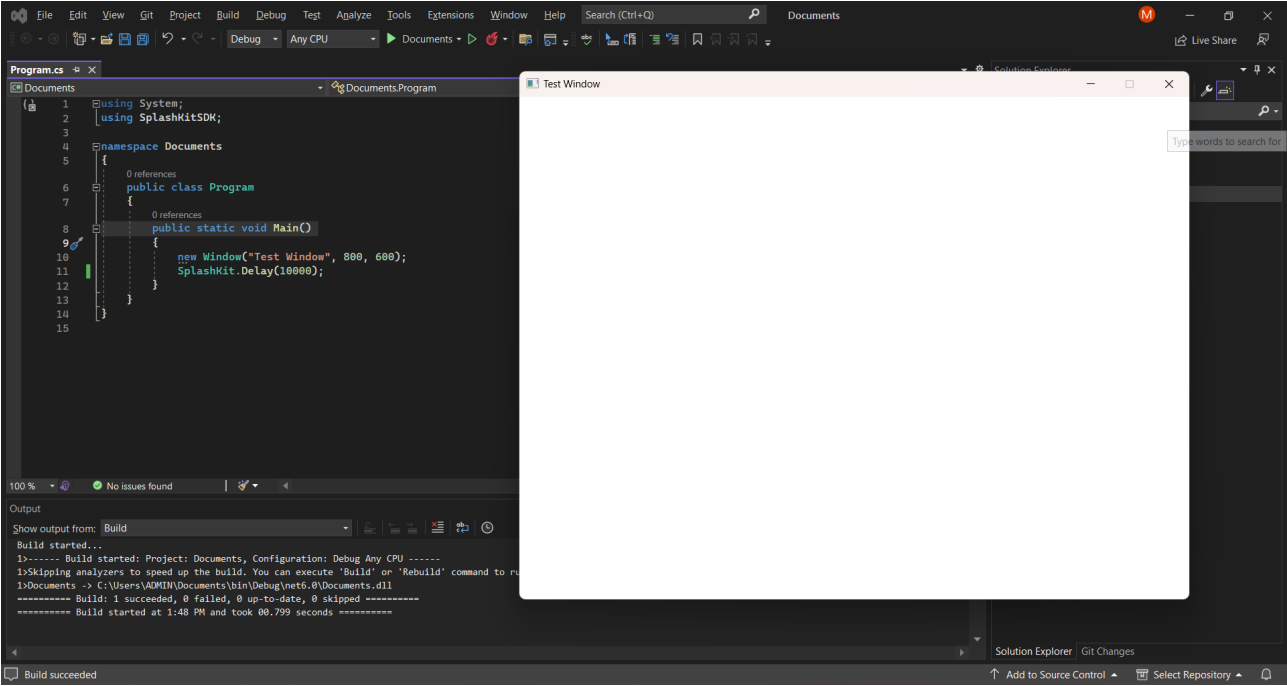 File Edit View Git Project Build Debug Test Analyze Tools Extensions Window Help Search (Ctrl+Q) Documents M
Debug Any CPU Documents Live Share
Program.cs
Solution Explorer
Documents Documents.Program
Test Window
Type words to search for
1 using System;
2 using SplashKitSDK;
3
4 namespace Documents
5 {
0 references
6 public class Program
7 {
0 references
8 public static void Main()
9 {
10 new Window("Test Window", 800, 600);
11 SplashKit.Delay(10000);
12 }
13 }
14 }
15
100 % No issues found
Output
Show output from: Build
Build started...
1>------ Build started: Project: Documents, Configuration: Debug Any CPU ------
1>Skipping analyzers to speed up the build. You can execute 'Build' or 'Rebuild' command to ru
1>Documents -> C:\Users\ADMIN\Documents\bin\Debug\net6.0\Documents.dll
========== Build: 1 succeeded, 0 failed, 0 up-to-date, 0 skipped ==========
========== Build started at 1:48 PM and took 00.799 seconds ==========
Solution Explorer Git Changes
Build succeeded Add to Source Control Select Repository